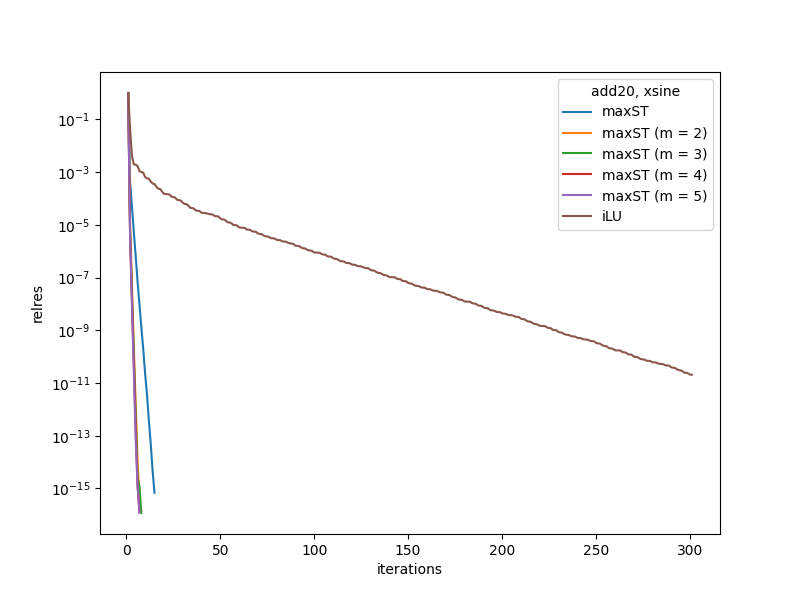 add20, xsine
maxST
maxST (m = 2)
maxST (m = 3)
maxST (m = 4)
maxST (m = 5)
iLU
relres
10⁻¹
10⁻³
10⁻⁵
10⁻⁷
10⁻⁹
10⁻¹¹
10⁻¹³
10⁻¹⁵
0 50 100 150 200 250 300
iterations